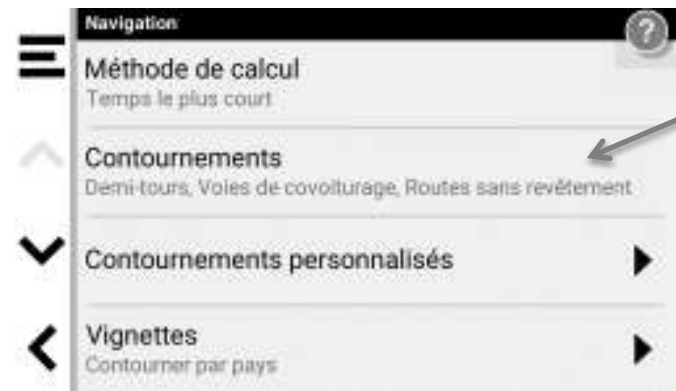 Navigation
?
Méthode de calcul
Temps le plus court
Contournements
Demi-tours, Voies de covoiturage, Routes sans revêtement
Contournements personnalisés
Vignettes
Contourner par pays